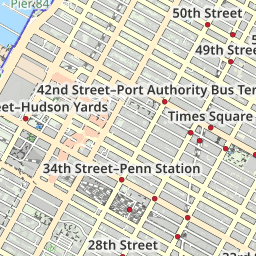 Pier 84
50th Street
49th Street
42nd Street–Port Authority Bus Ter
Times Square
eet–Hudson Yards
34th Street–Penn Station
33rd
28th Street